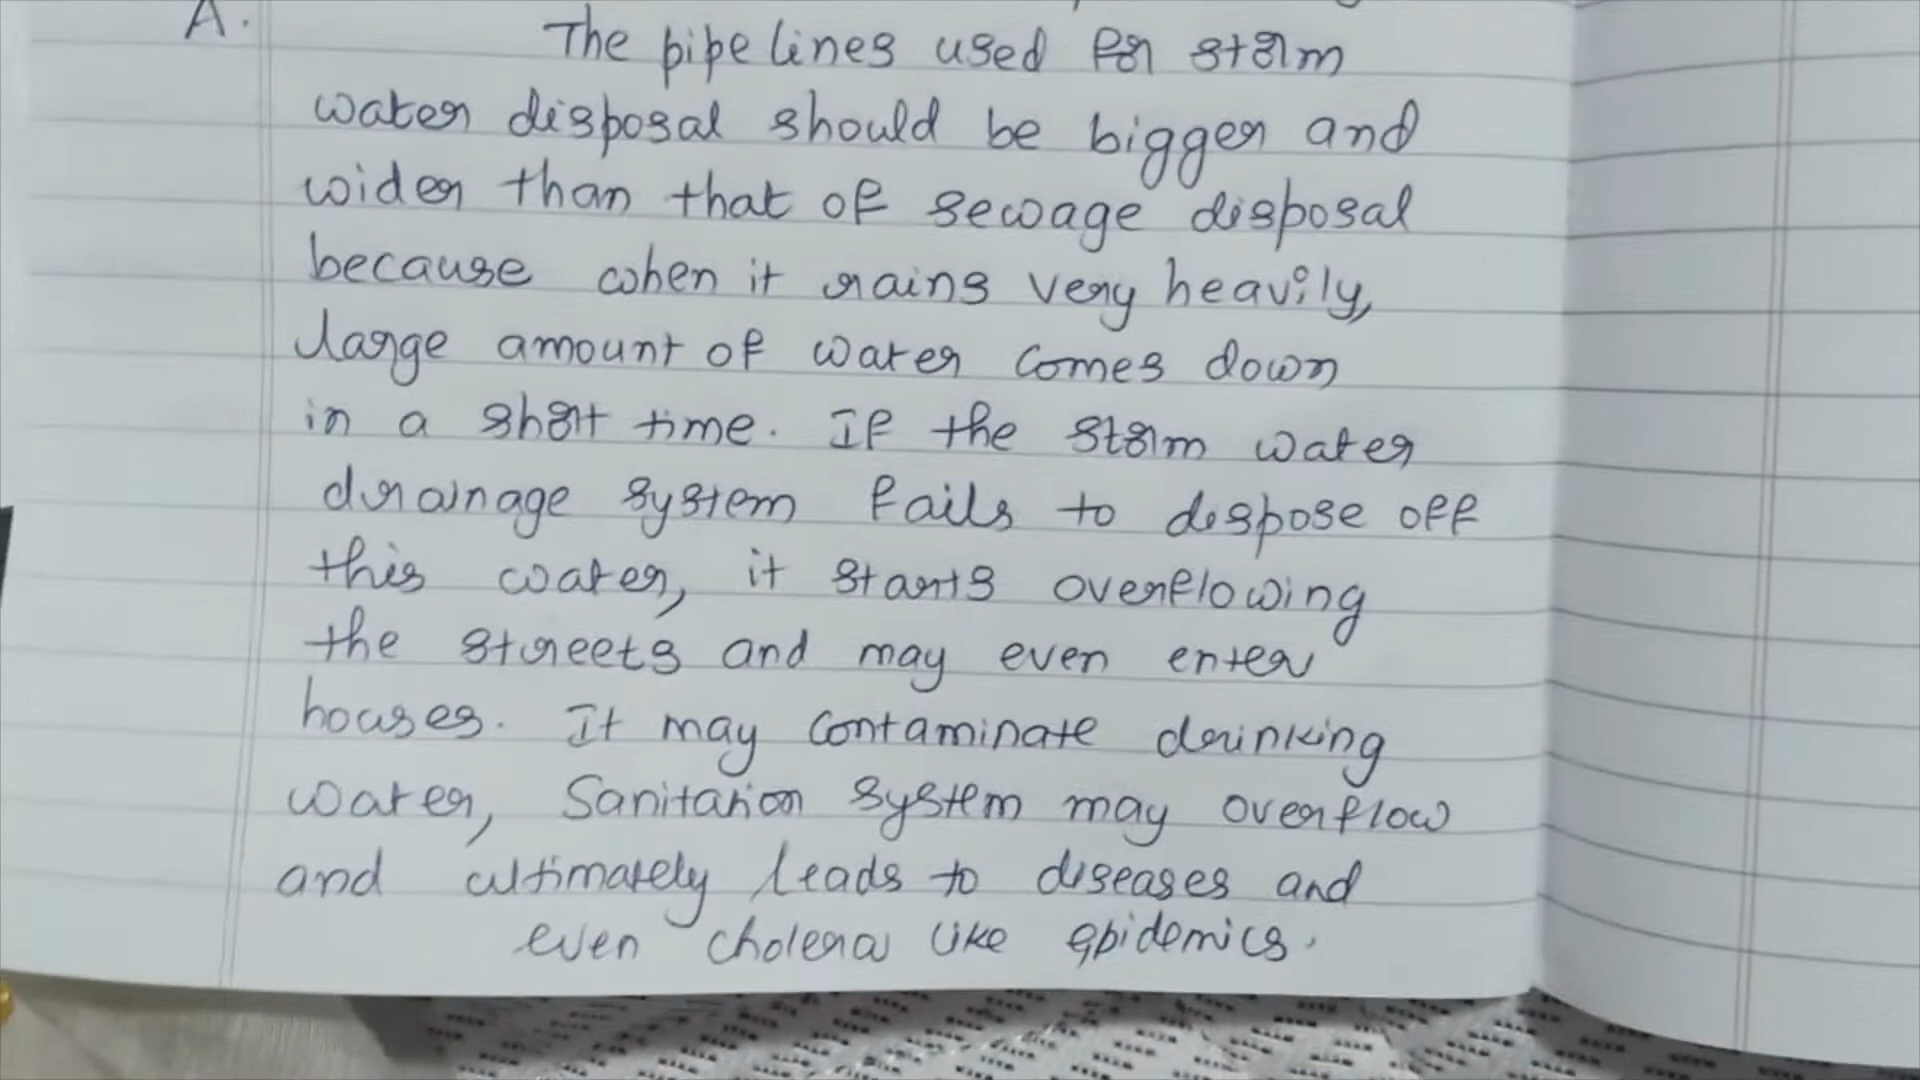 A. The pipe lines used for storm
water disposal should be bigger and
wider than that of sewage disposal
because when it rains very heavily,
large amount of water comes down
in a short time. If the storm water
drainage system fails to dispose off
this water, it starts overflowing
the streets and may even enter
houses. It may contaminate drinking
water, Sanitation system may overflow
and ultimately leads to diseases and
even cholera like epidemics.